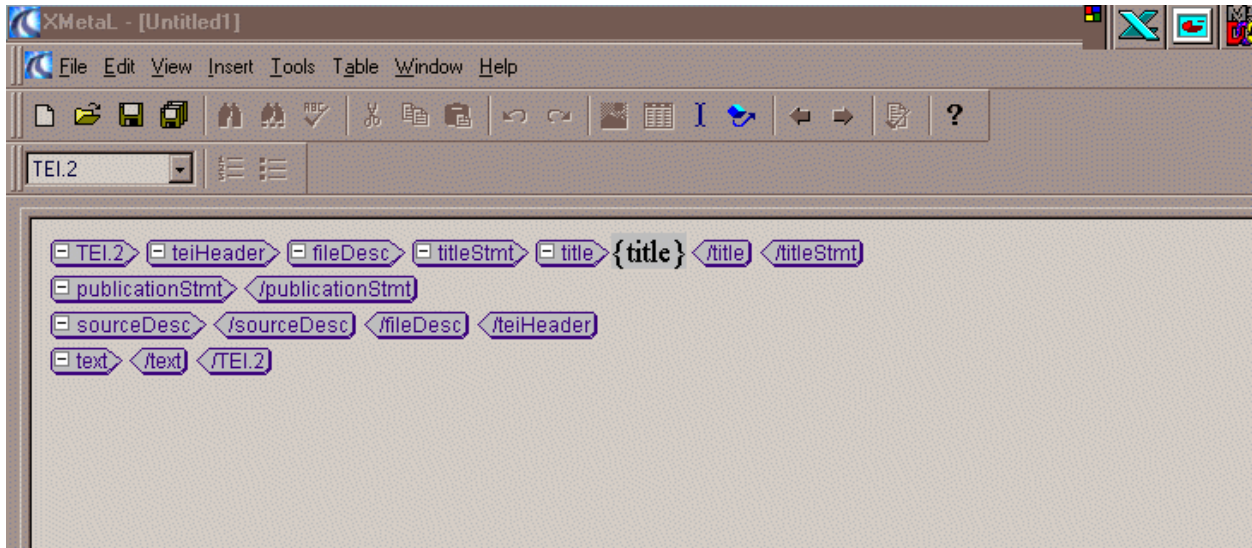 XMetaL - [Untitled1]
File Edit View Insert Tools Table Window Help
ABC ?
TEI.2
TEI.2 teiHeader fileDesc titleStmt title {title} /title /titleStmt
publicationStmt /publicationStmt
sourceDesc /sourceDesc /fileDesc /teiHeader
text /text /TEI.2